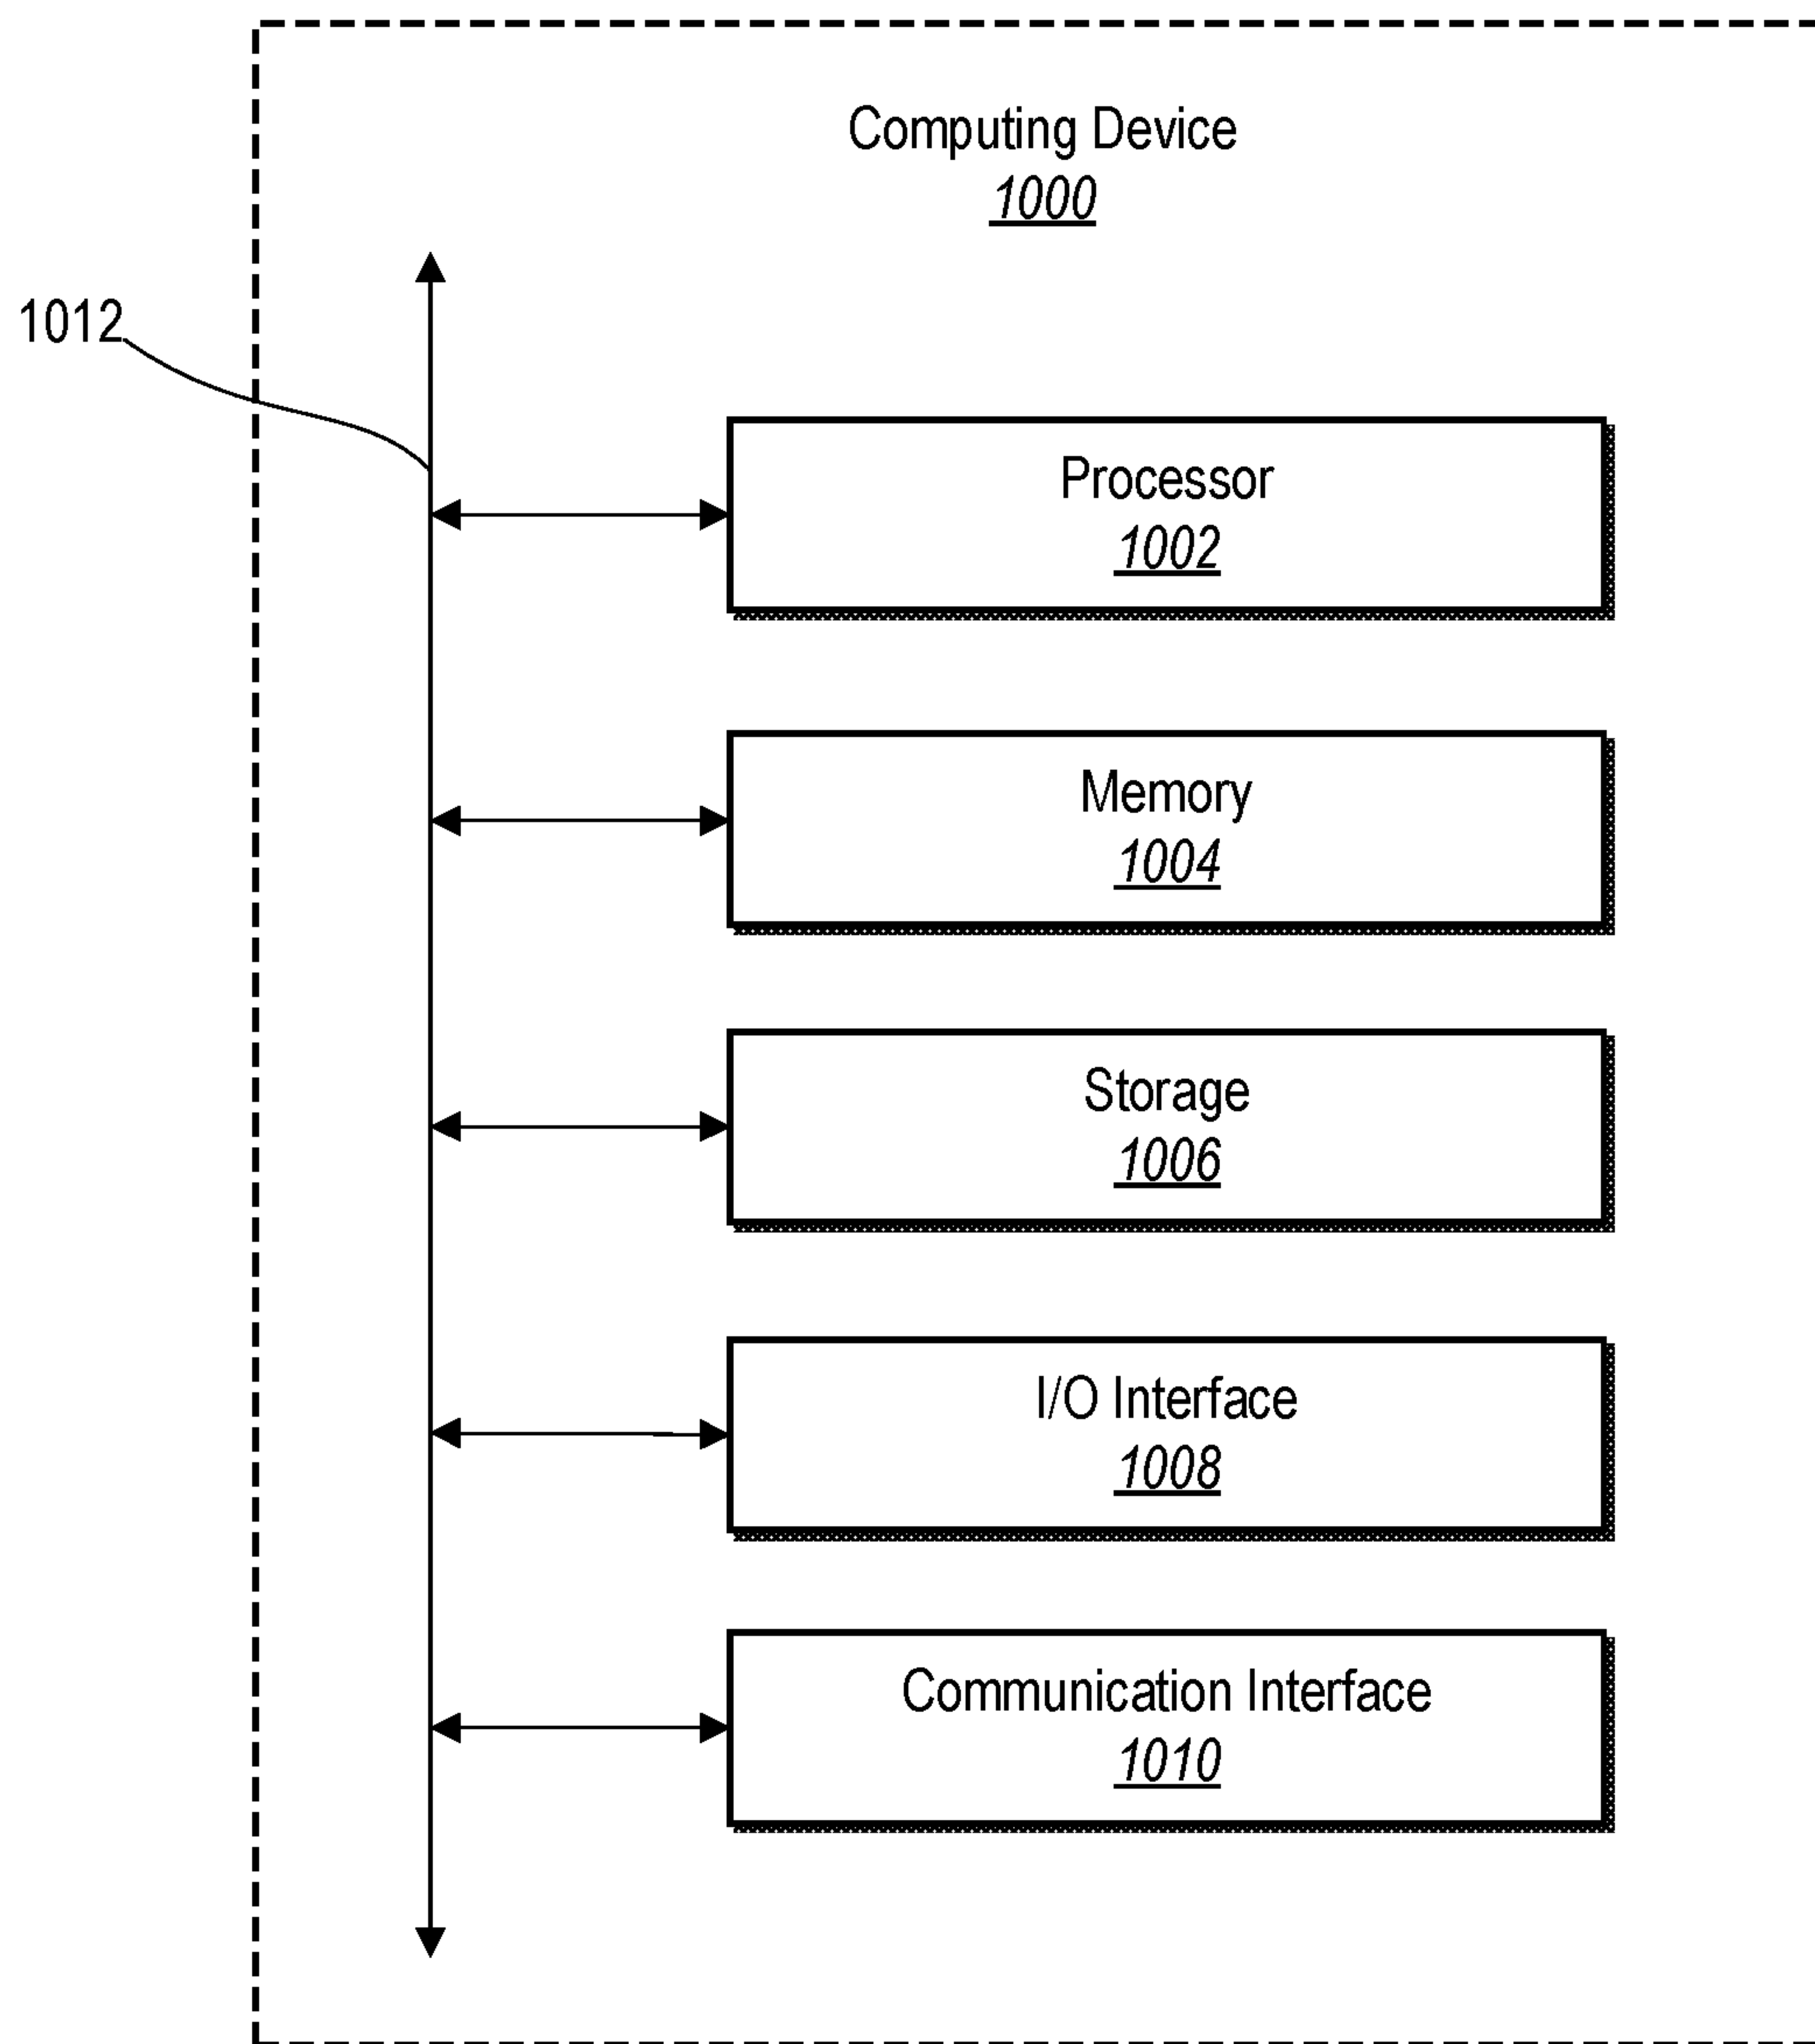 Computing Device
1000
1012
Processor
1002
Memory
1004
Storage
1006
I/O Interface
1008
Communication Interface
1010